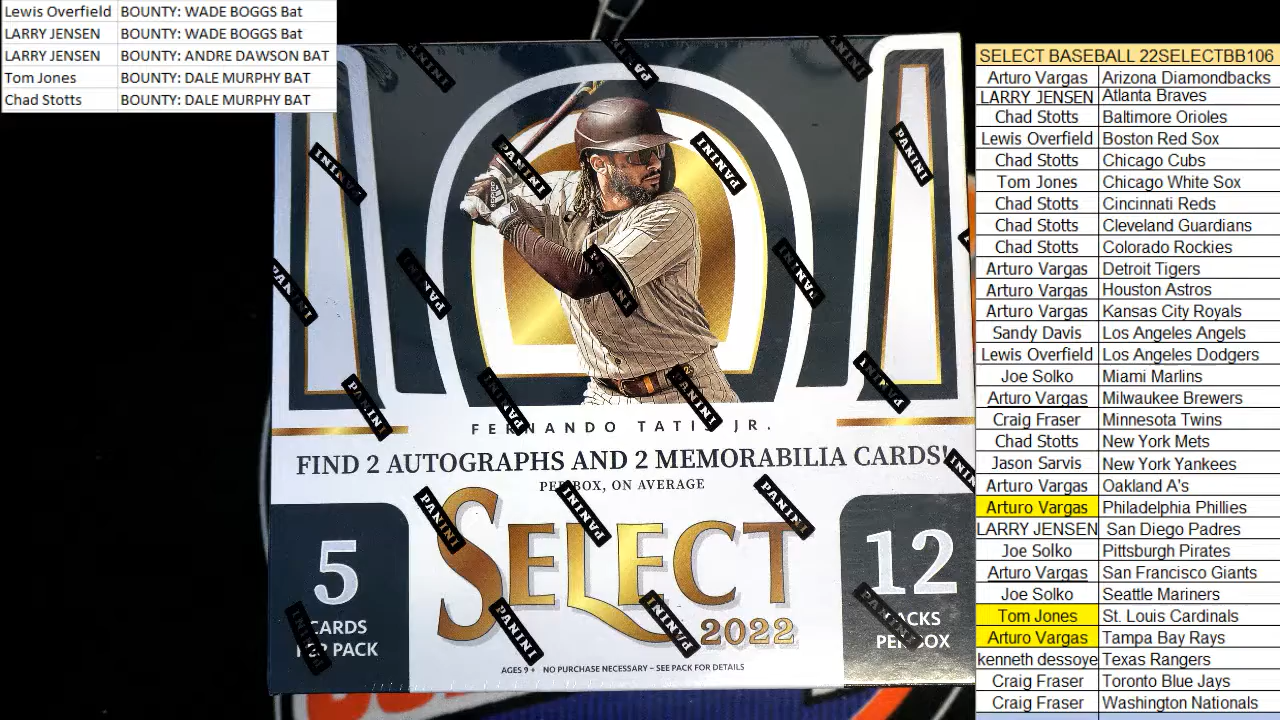 Lewis Overfield BOUNTY: WADE BOGGS Bat
LARRY JENSEN BOUNTY: WADE BOGGS Bat
LARRY JENSEN BOUNTY: ANDRE DAWSON BAT
Tom Jones BOUNTY: DALE MURPHY BAT
Chad Stotts BOUNTY: DALE MURPHY BAT
PANINI
FERNANDO TATIS JR.
FIND 2 AUTOGRAPHS AND 2 MEMORABILIA CARDS!
PER BOX, ON AVERAGE
5
CARDS
PER PACK
SELECT
2022
12
PACKS
PER BOX
AGES 9+ NO PURCHASE NECESSARY – SEE PACK FOR DETAILS
SELECT BASEBALL 22SELECTBB106
Arturo Vargas Arizona Diamondbacks
LARRY JENSEN Atlanta Braves
Chad Stotts Baltimore Orioles
Lewis Overfield Boston Red Sox
Chad Stotts Chicago Cubs
Tom Jones Chicago White Sox
Chad Stotts Cincinnati Reds
Chad Stotts Cleveland Guardians
Chad Stotts Colorado Rockies
Arturo Vargas Detroit Tigers
Arturo Vargas Houston Astros
Arturo Vargas Kansas City Royals
Sandy Davis Los Angeles Angels
Lewis Overfield Los Angeles Dodgers
Joe Solko Miami Marlins
Arturo Vargas Milwaukee Brewers
Craig Fraser Minnesota Twins
Chad Stotts New York Mets
Jason Sarvis New York Yankees
Arturo Vargas Oakland A's
Arturo Vargas Philadelphia Phillies
LARRY JENSEN San Diego Padres
Joe Solko Pittsburgh Pirates
Arturo Vargas San Francisco Giants
Joe Solko Seattle Mariners
Tom Jones St. Louis Cardinals
Arturo Vargas Tampa Bay Rays
kenneth dessoye Texas Rangers
Craig Fraser Toronto Blue Jays
Craig Fraser Washington Nationals